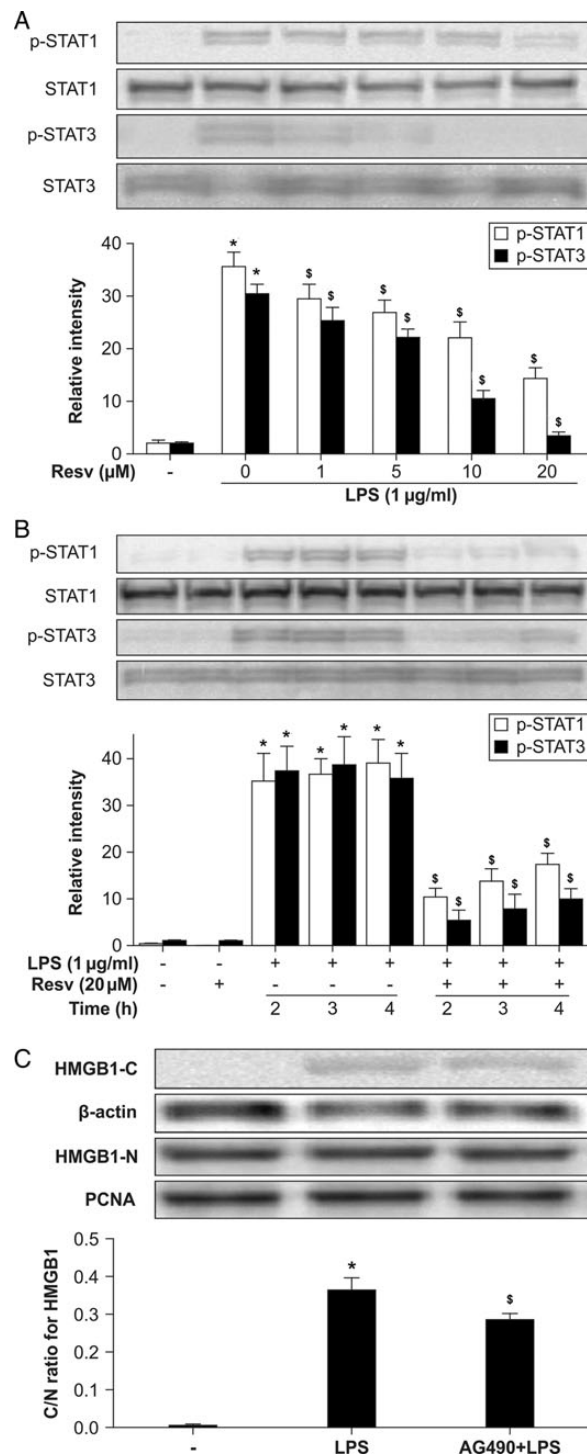 A
p-STAT1
STAT1
p-STAT3
STAT3
p-STAT1
p-STAT3
40
30
20
10
0
Relative intensity
* * $ $ $ $ $ $ $ $
Resv (µM) - 0 1 5 10 20
LPS (1 µg/ml)
B
p-STAT1
STAT1
p-STAT3
STAT3
p-STAT1
p-STAT3
40
30
20
10
0
Relative intensity
* * * * * * $ $ $ $ $ $
LPS (1 µg/ml) - - + + + + + +
Resv (20 µM) - + - - - + + +
Time (h) 2 3 4 2 3 4
C
HMGB1-C
β-actin
HMGB1-N
PCNA
0.5
0.4
0.3
0.2
0.1
0.0
C/N ratio for HMGB1
* $
- LPS AG490+LPS